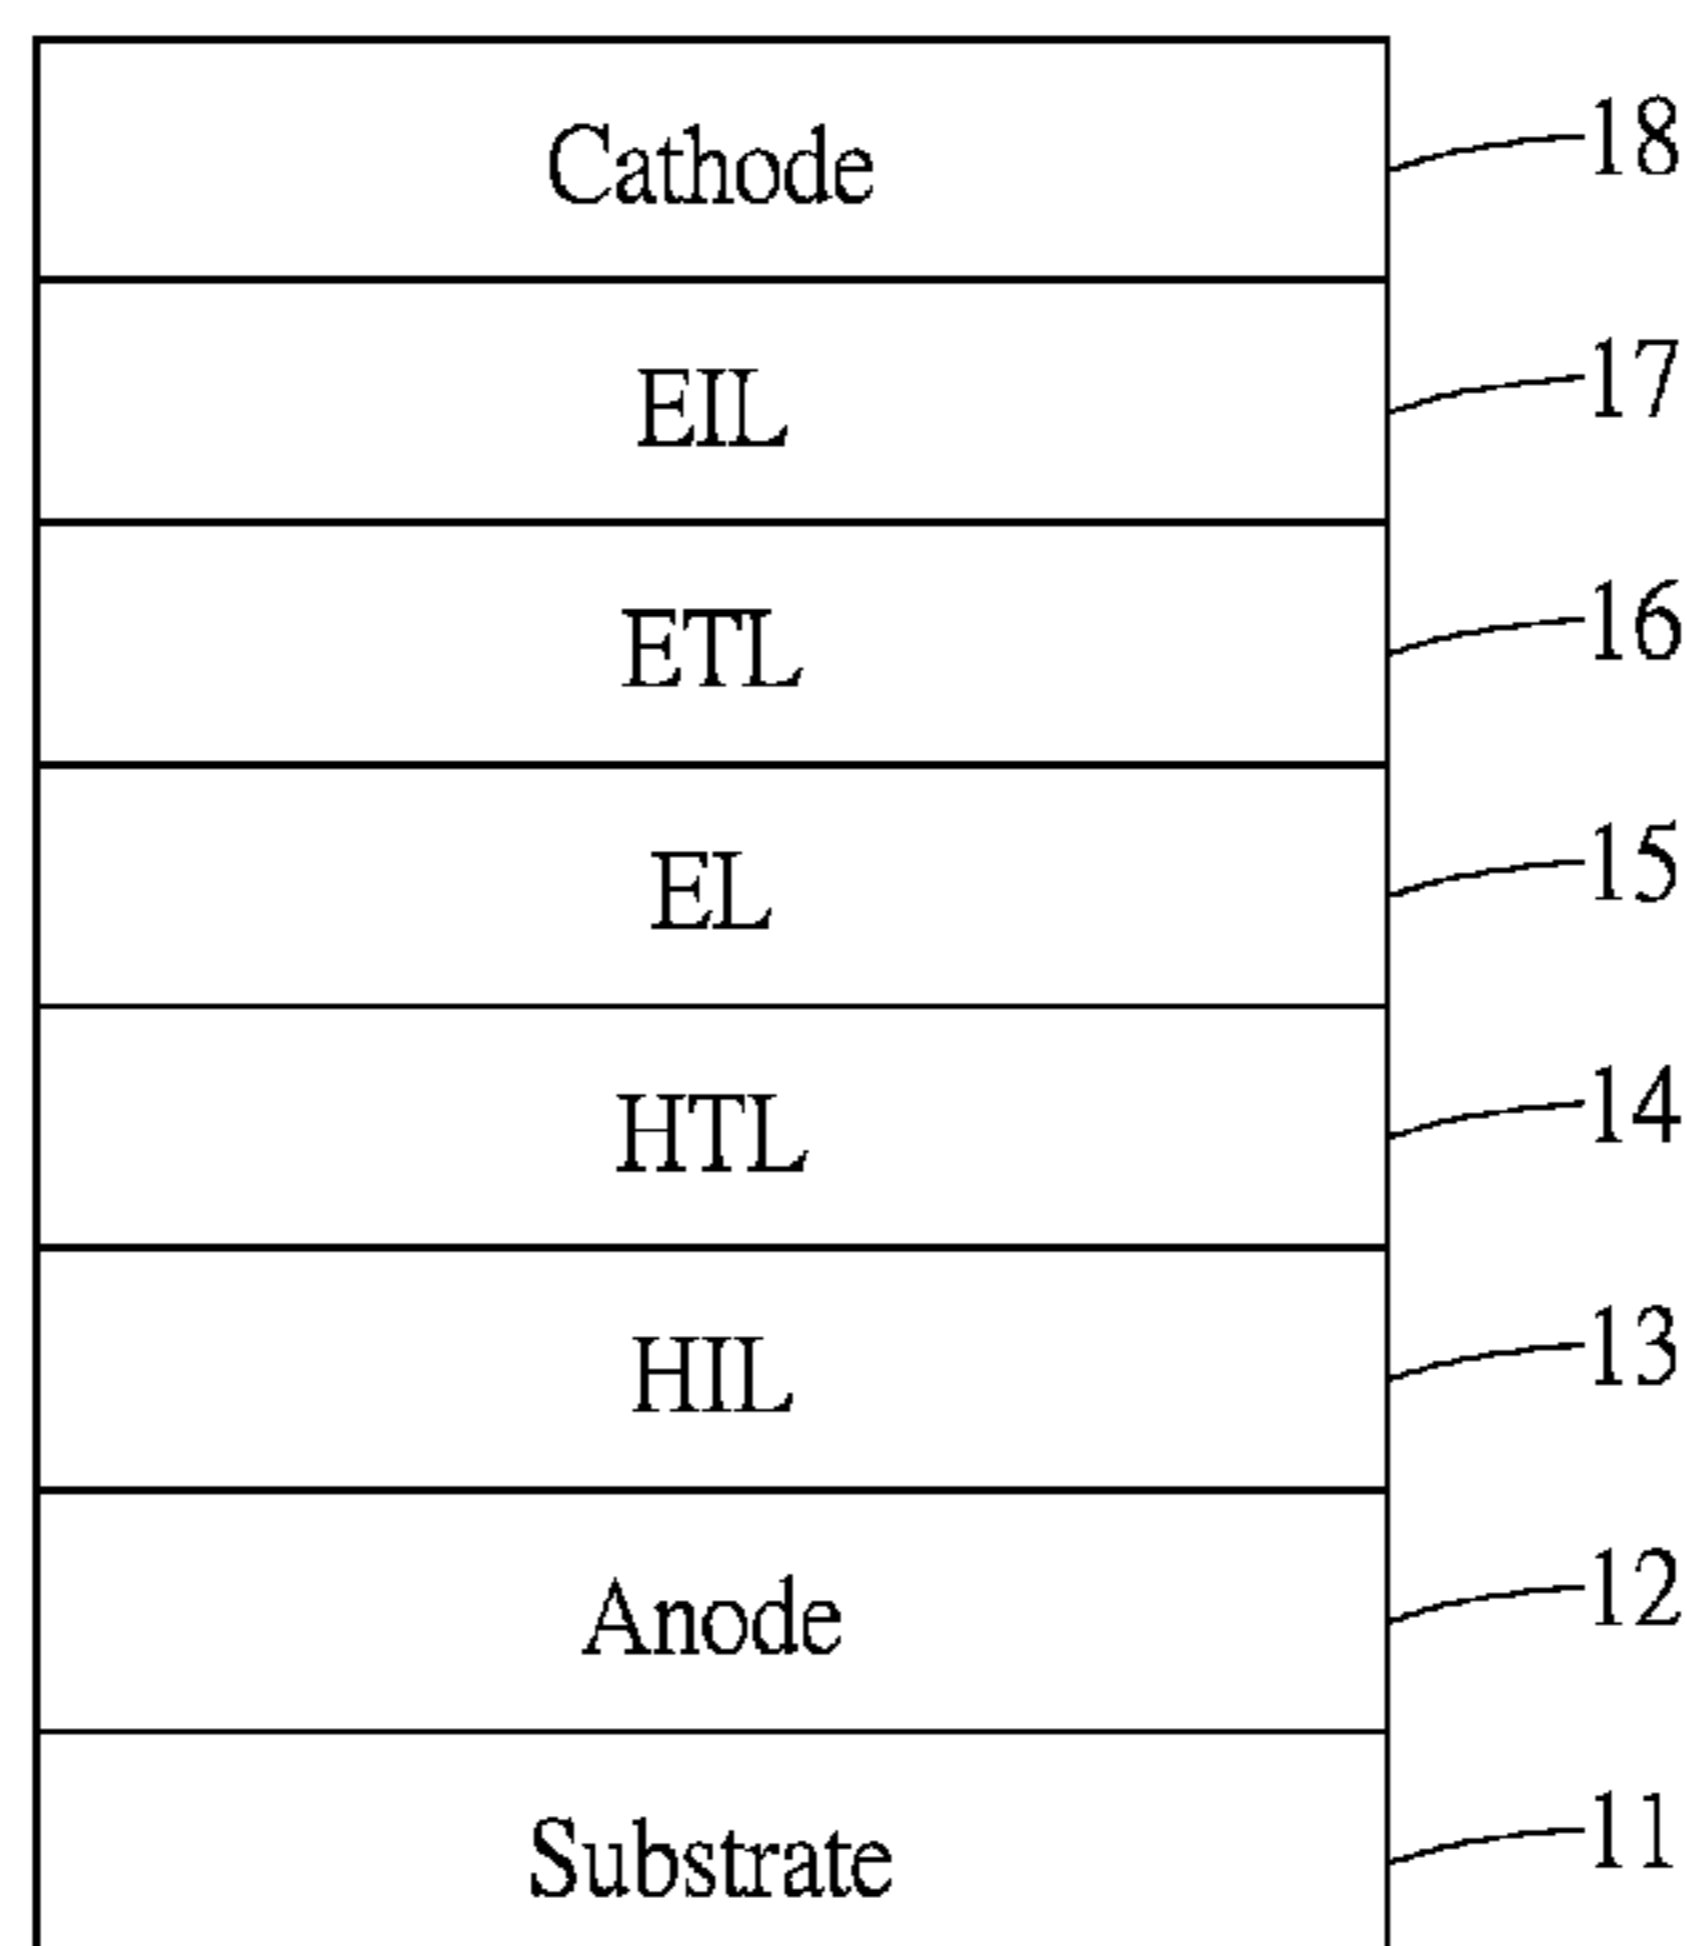 Cathode 18
EIL 17
ETL 16
EL 15
HTL 14
HIL 13
Anode 12
Substrate 11